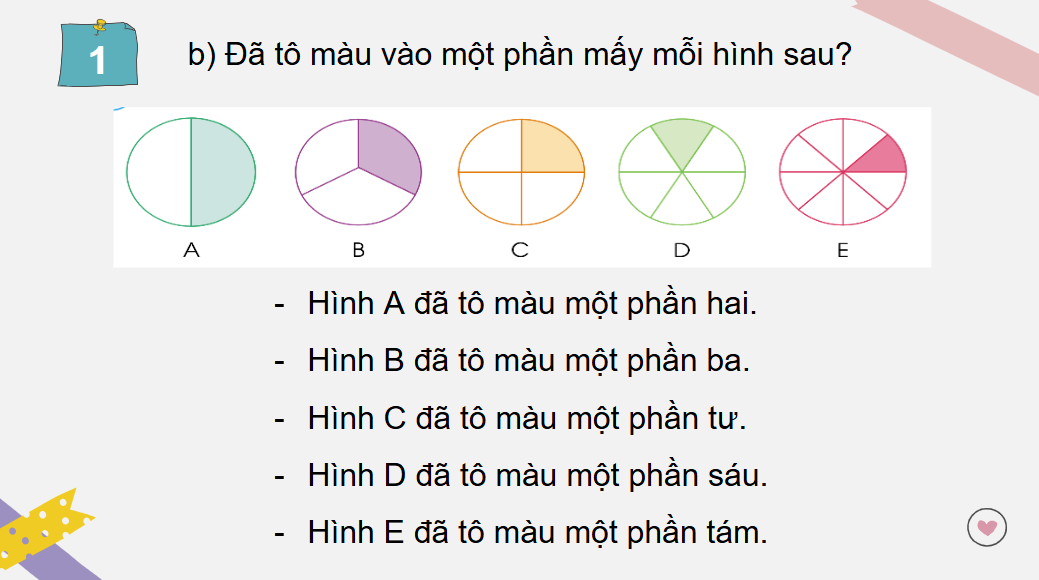 1
b) Đã tô màu vào một phần mấy mỗi hình sau?
A B C D E
- Hình A đã tô màu một phần hai.
- Hình B đã tô màu một phần ba.
- Hình C đã tô màu một phần tư.
- Hình D đã tô màu một phần sáu.
- Hình E đã tô màu một phần tám.